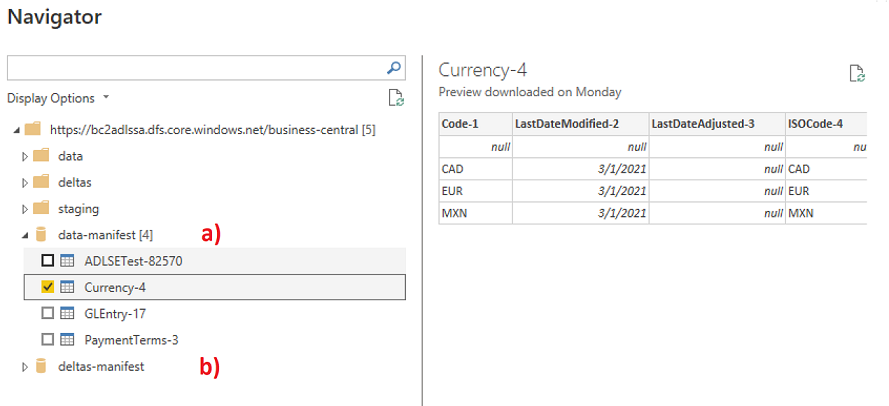 Navigator
Display Options
https://bc2adlssa.dfs.core.windows.net/business-central [5]
data
deltas
staging
data-manifest [4] a)
ADLSETest-82570
Currency-4
GLEntry-17
PaymentTerms-3
deltas-manifest b)
Currency-4
Preview downloaded on Monday
Code-1 LastDateModified-2 LastDateAdjusted-3 ISOCode-4
null null null nu
CAD 3/1/2021 null CAD
EUR 3/1/2021 null EUR
MXN 3/1/2021 null MXN